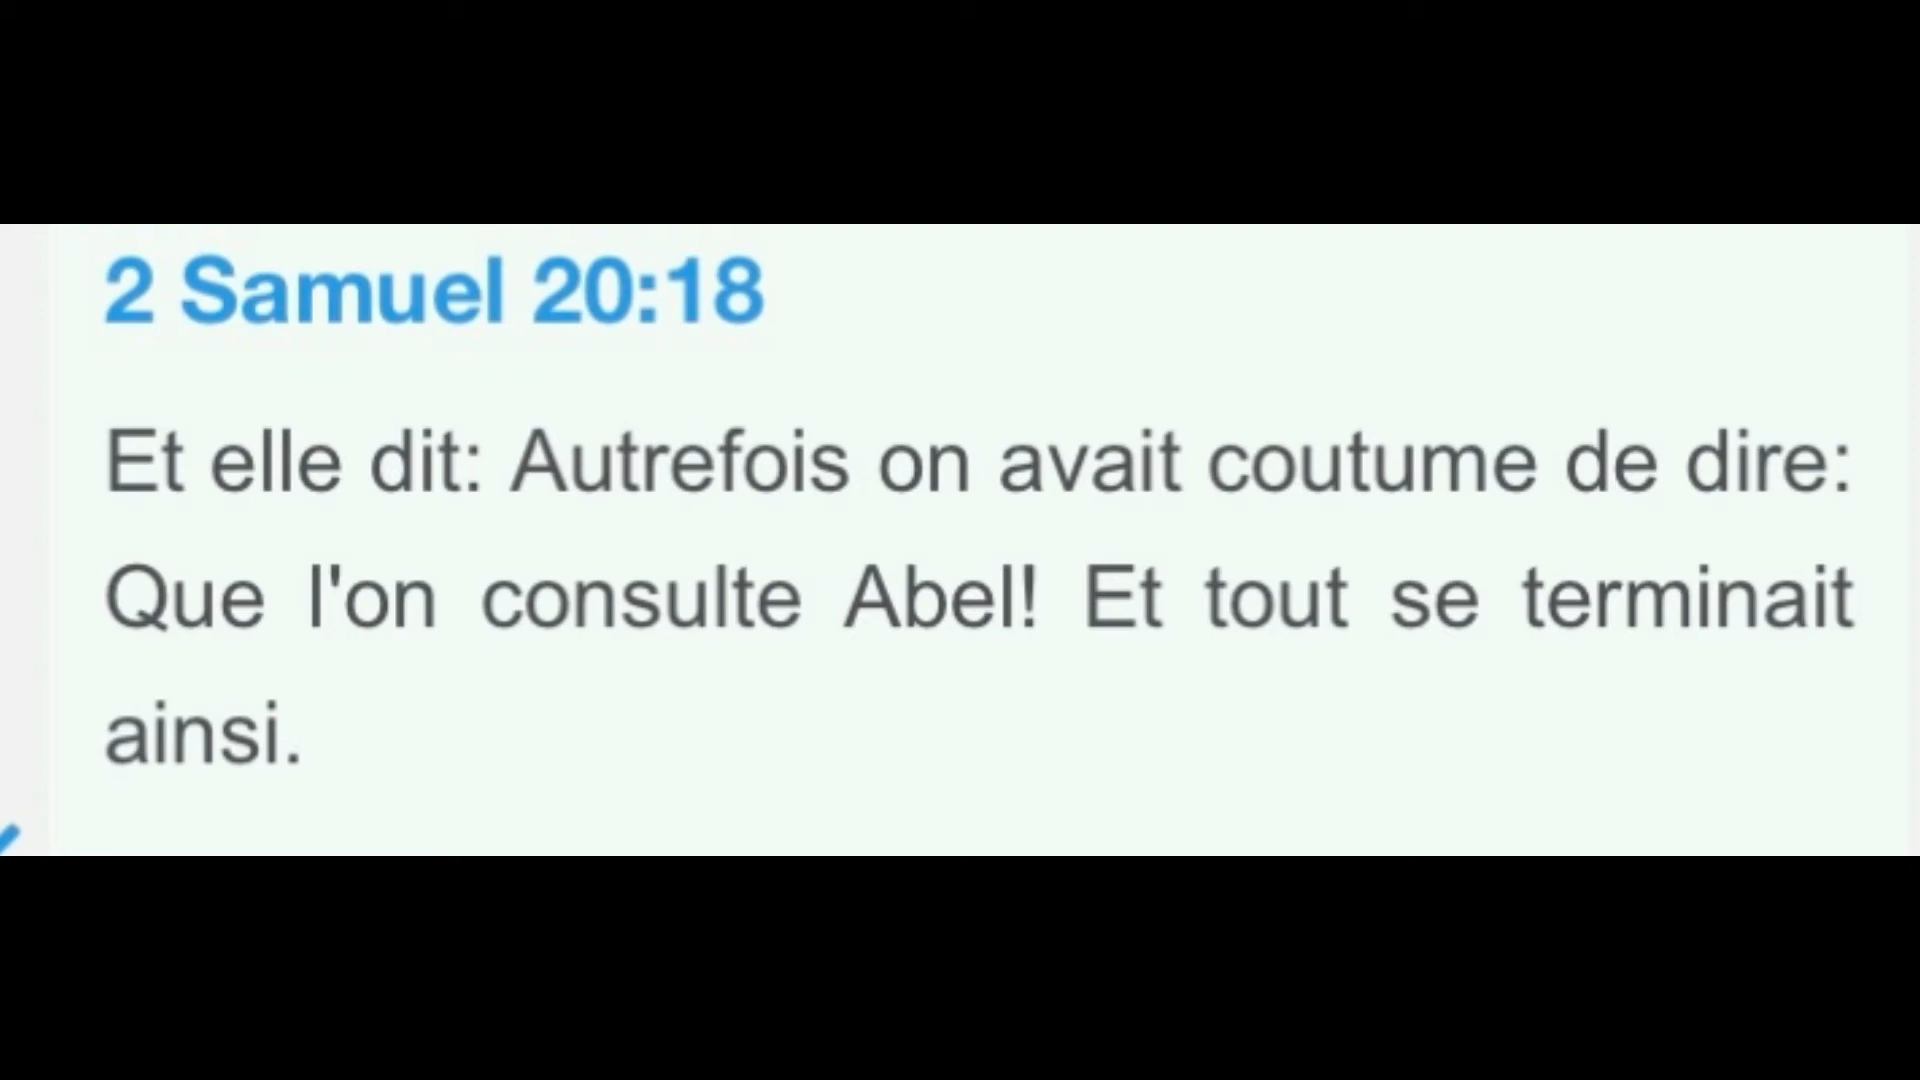 2 Samuel 20:18
Et elle dit: Autrefois on avait coutume de dire:
Que l'on consulte Abel! Et tout se terminait
ainsi.